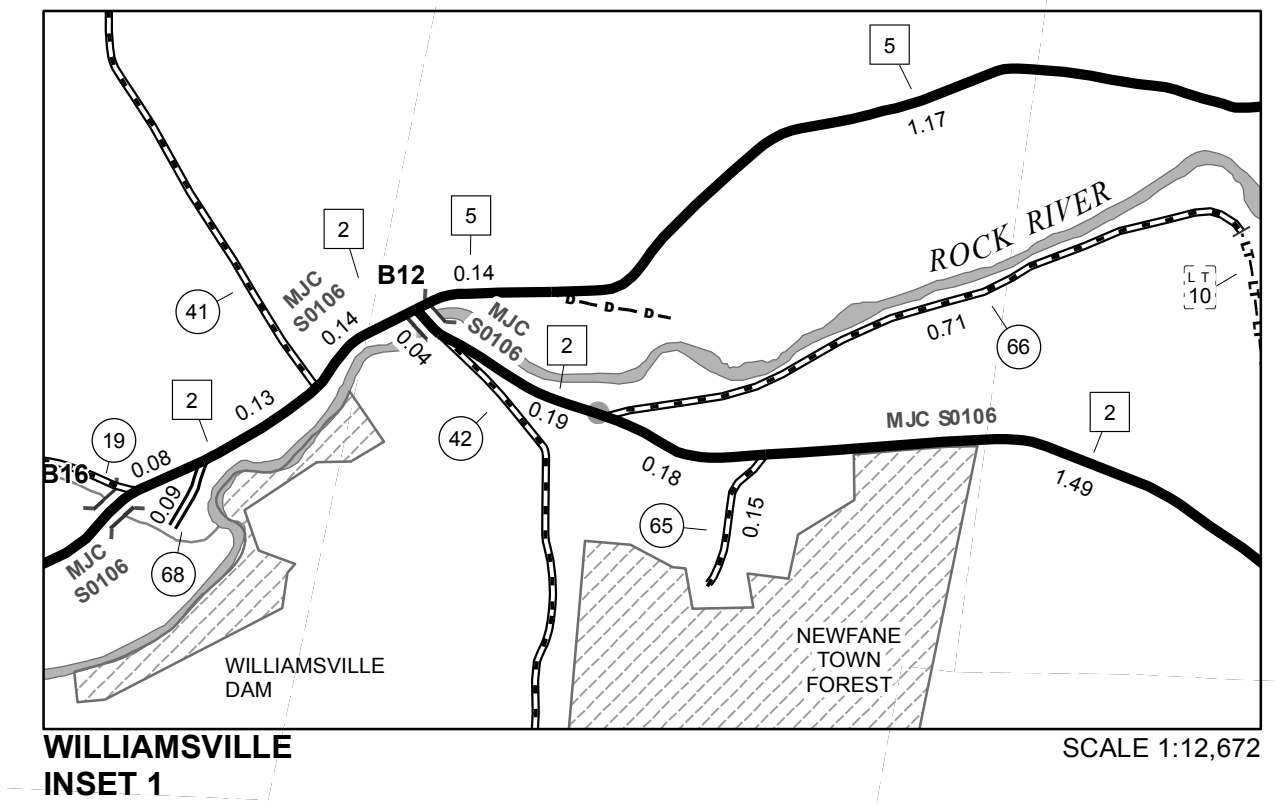 5
1.17
ROCK RIVER
2
5
B12
0.14
MJC
S0106
0.14
41
MJC
S0106
0.04
D D D
LT
LT
LT
L T
10
0.71
66
2
0.19
42
2
0.13
MJC S0106
2
1.49
19
B16
0.08
0.09
0.18
65
0.15
MJC
S0106
68
WILLIAMSVILLE
DAM
NEWFANE
TOWN
FOREST
WILLIAMSVILLE
INSET 1
SCALE 1:12,672